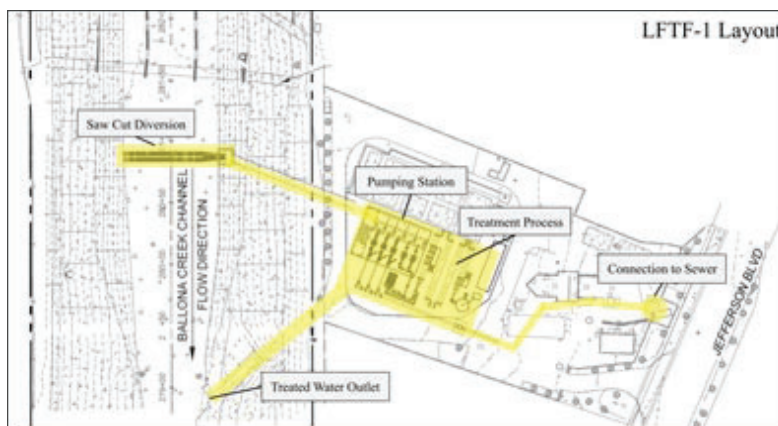 LFTF-1 Layout
Saw Cut Diversion
Pumping Station
Treatment Process
Connection to Sewer
BALLONA CREEK CHANNEL
FLOW DIRECTION
JEFFERSON BLVD
Treated Water Outlet